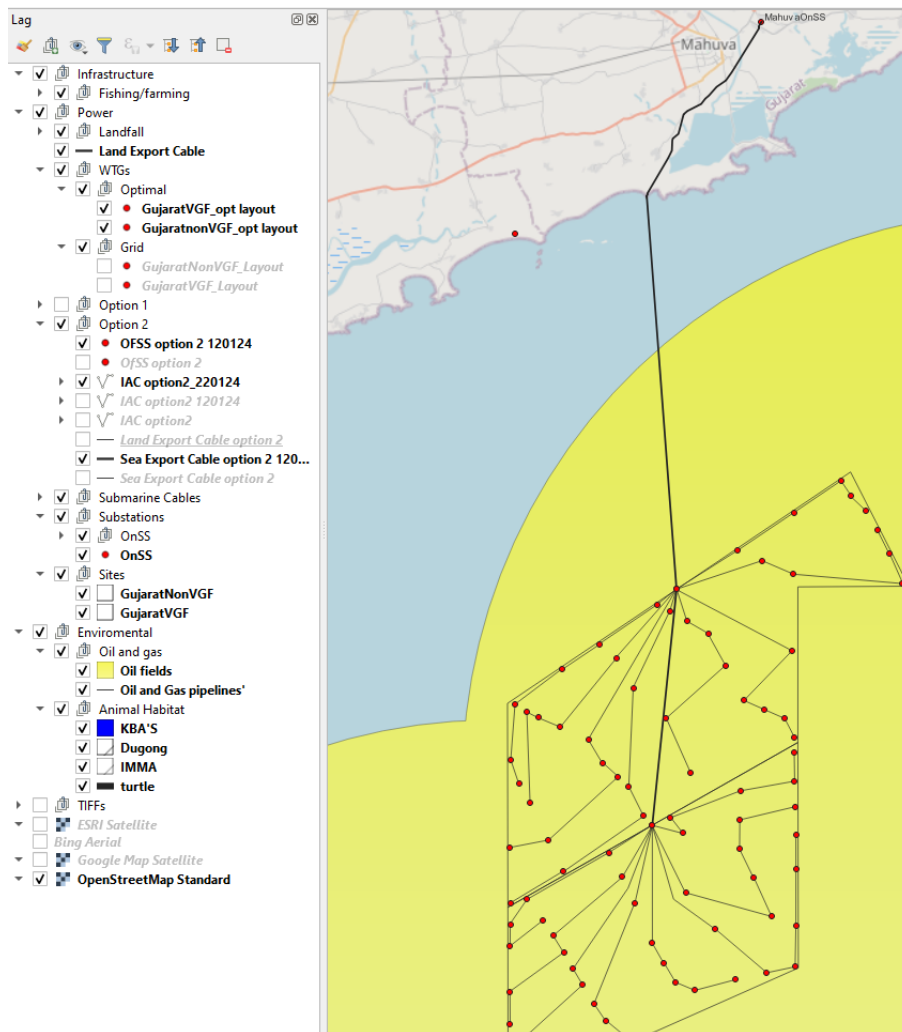 Lag
Infrastructure
Fishing/farming
Power
Landfall
Land Export Cable
WTGs
Optimal
GujaratVGF_opt layout
GujaratnonVGF_opt layout
Grid
GujaratNonVGF_Layout
GujaratVGF_Layout
Option 1
Option 2
OFSS option 2 120124
OfSS option 2
IAC option2_220124
IAC option2 120124
IAC option2
Land Export Cable option 2
Sea Export Cable option 2 120...
Sea Export Cable option 2
Submarine Cables
Substations
OnSS
OnSS
Sites
GujaratNonVGF
GujaratVGF
Enviromental
Oil and gas
Oil fields
Oil and Gas pipelines'
Animal Habitat
KBA'S
Dugong
IMMA
turtle
TIFFs
ESRI Satellite
Bing Aerial
Google Map Satellite
OpenStreetMap Standard
MahuvaOnSS
Mahuva
Gujarat